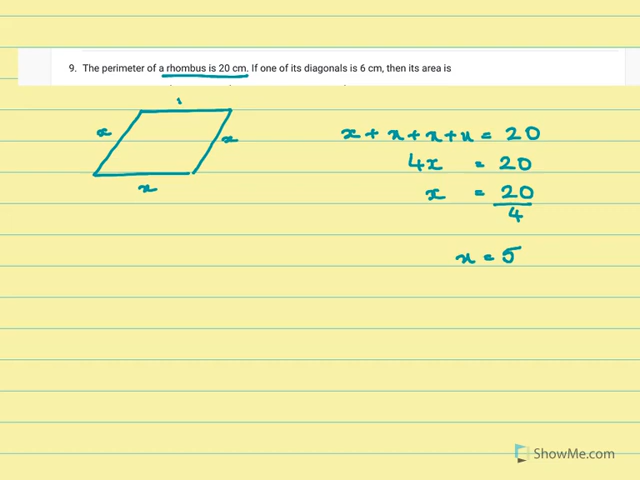 9. The perimeter of a rhombus is 20 cm. If one of its diagonals is 6 cm, then its area is
x
x
x
x + x + x + x = 20
4x = 20
x = 20
4
x = 5
ShowMe.com